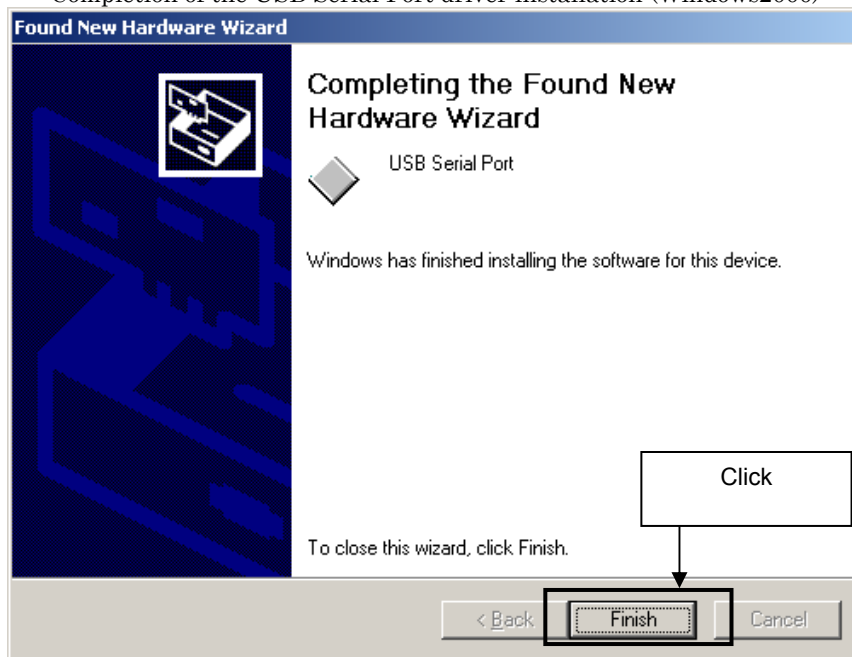 Completion of the USB Serial Port driver installation (Windows2000)
Found New Hardware Wizard
Completing the Found New
Hardware Wizard
USB Serial Port
Windows has finished installing the software for this device.
Click
To close this wizard, click Finish.
< Back
Finish
Cancel